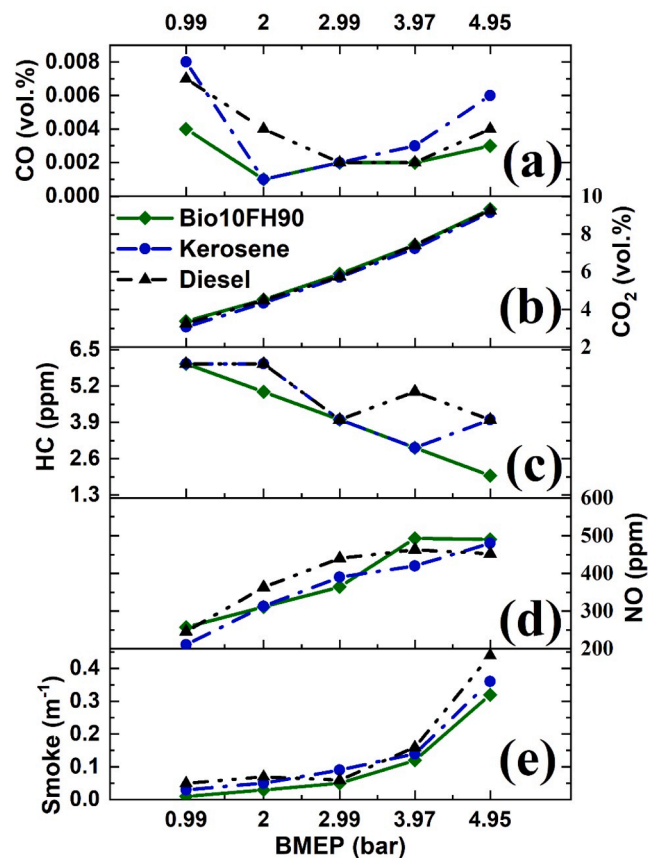 0.99 2 2.99 3.97 4.95
0.008
0.006
0.004
0.002
0.000
CO (vol.%)
(a)
Bio10FH90
Kerosene
Diesel
10
8
6
4
2
CO₂ (vol.%)
(b)
6.5
5.2
3.9
2.6
1.3
HC (ppm)
2
(c)
600
500
400
300
200
NO (ppm)
(d)
0.4
0.3
0.2
0.1
0.0
Smoke (m⁻¹)
(e)
0.99 2 2.99 3.97 4.95
BMEP (bar)